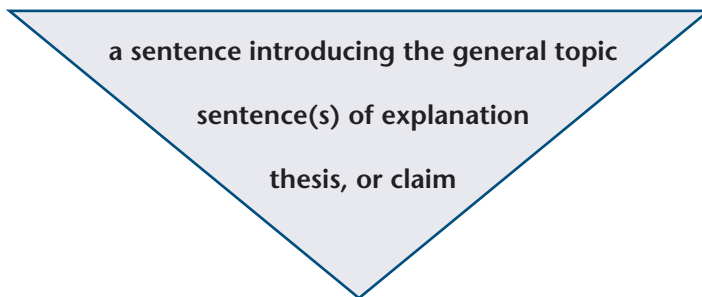 a sentence introducing the general topic
sentence(s) of explanation
thesis, or claim